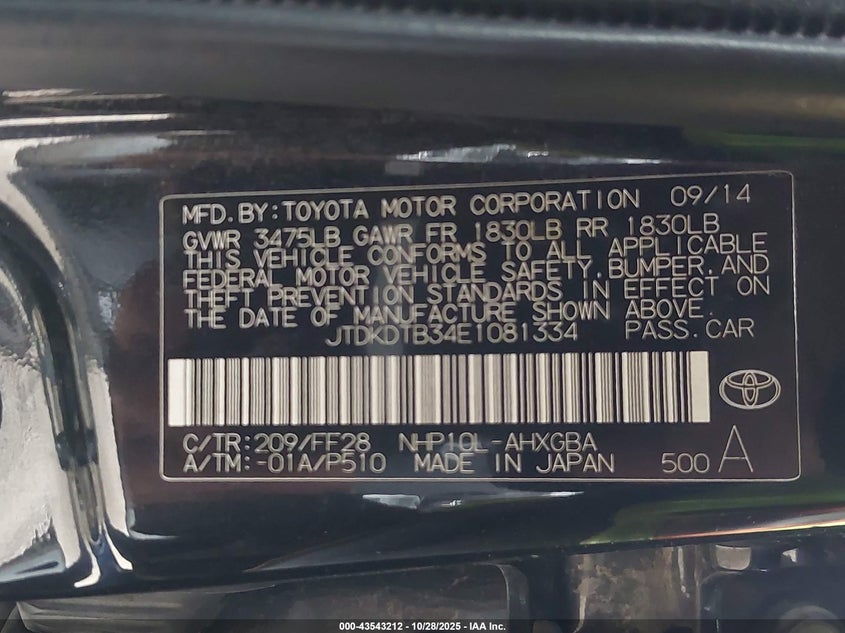 MFD.BY:TOYOTA MOTOR CORPORATION 09/14
GVWR 3475LB GAWR FR 1830LB RR 1830LB
THIS VEHICLE CONFORMS TO ALL APPLICABLE
FEDERAL MOTOR VEHICLE SAFETY,BUMPER,AND
THEFT PREVENTION STANDARDS IN EFFECT ON
THE DATE OF MANUFACTURE SHOWN ABOVE.
JTDKDTB34E1081334 PASS.CAR
C/TR:209/FF28 NHP10L-AHXGBA
A/TM:-01A/P510 MADE IN JAPAN 500 A
000-43543212 - 10/28/2025 - IAA Inc.